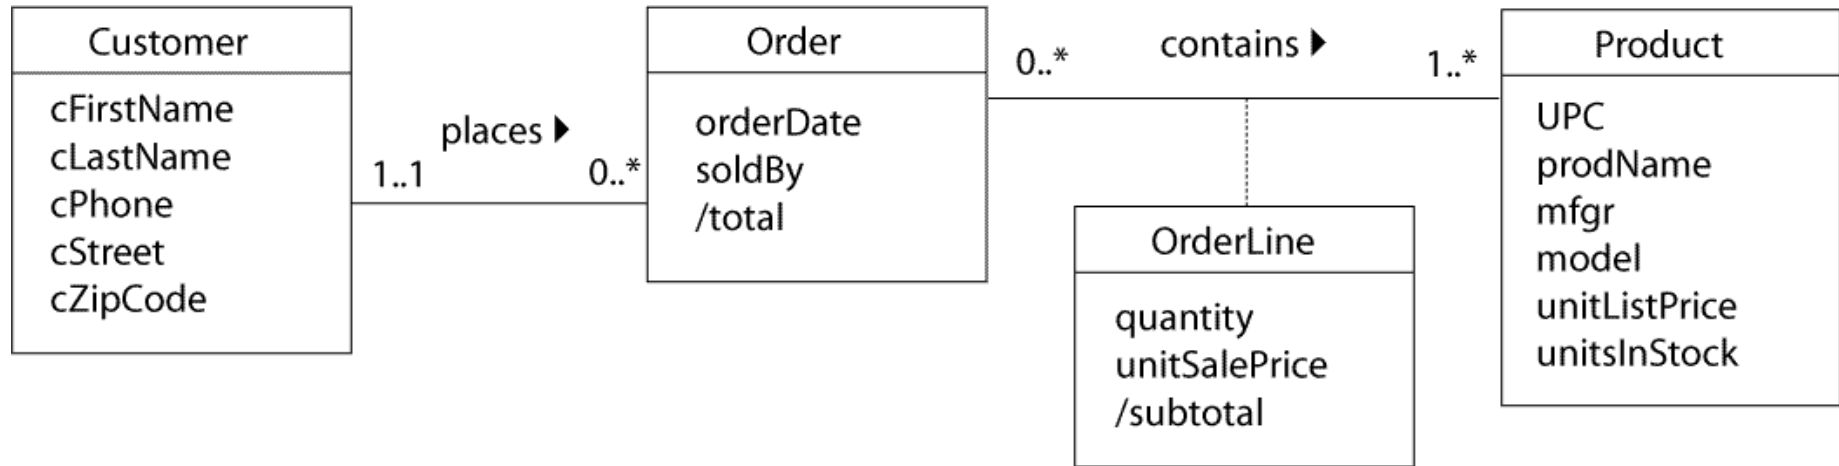 Customer
cFirstName
cLastName
cPhone
cStreet
cZipCode
places ▶
1..1
0..*
Order
orderDate
soldBy
/total
0..*
contains ▶
1..*
OrderLine
quantity
unitSalePrice
/subtotal
Product
UPC
prodName
mfgr
model
unitListPrice
unitsInStock